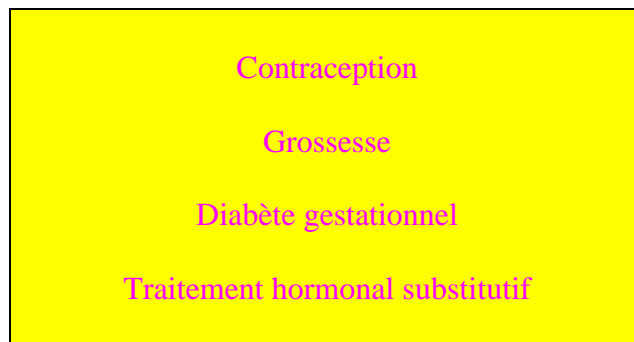 Contraception
Grossesse
Diabète gestationnel
Traitement hormonal substitutif